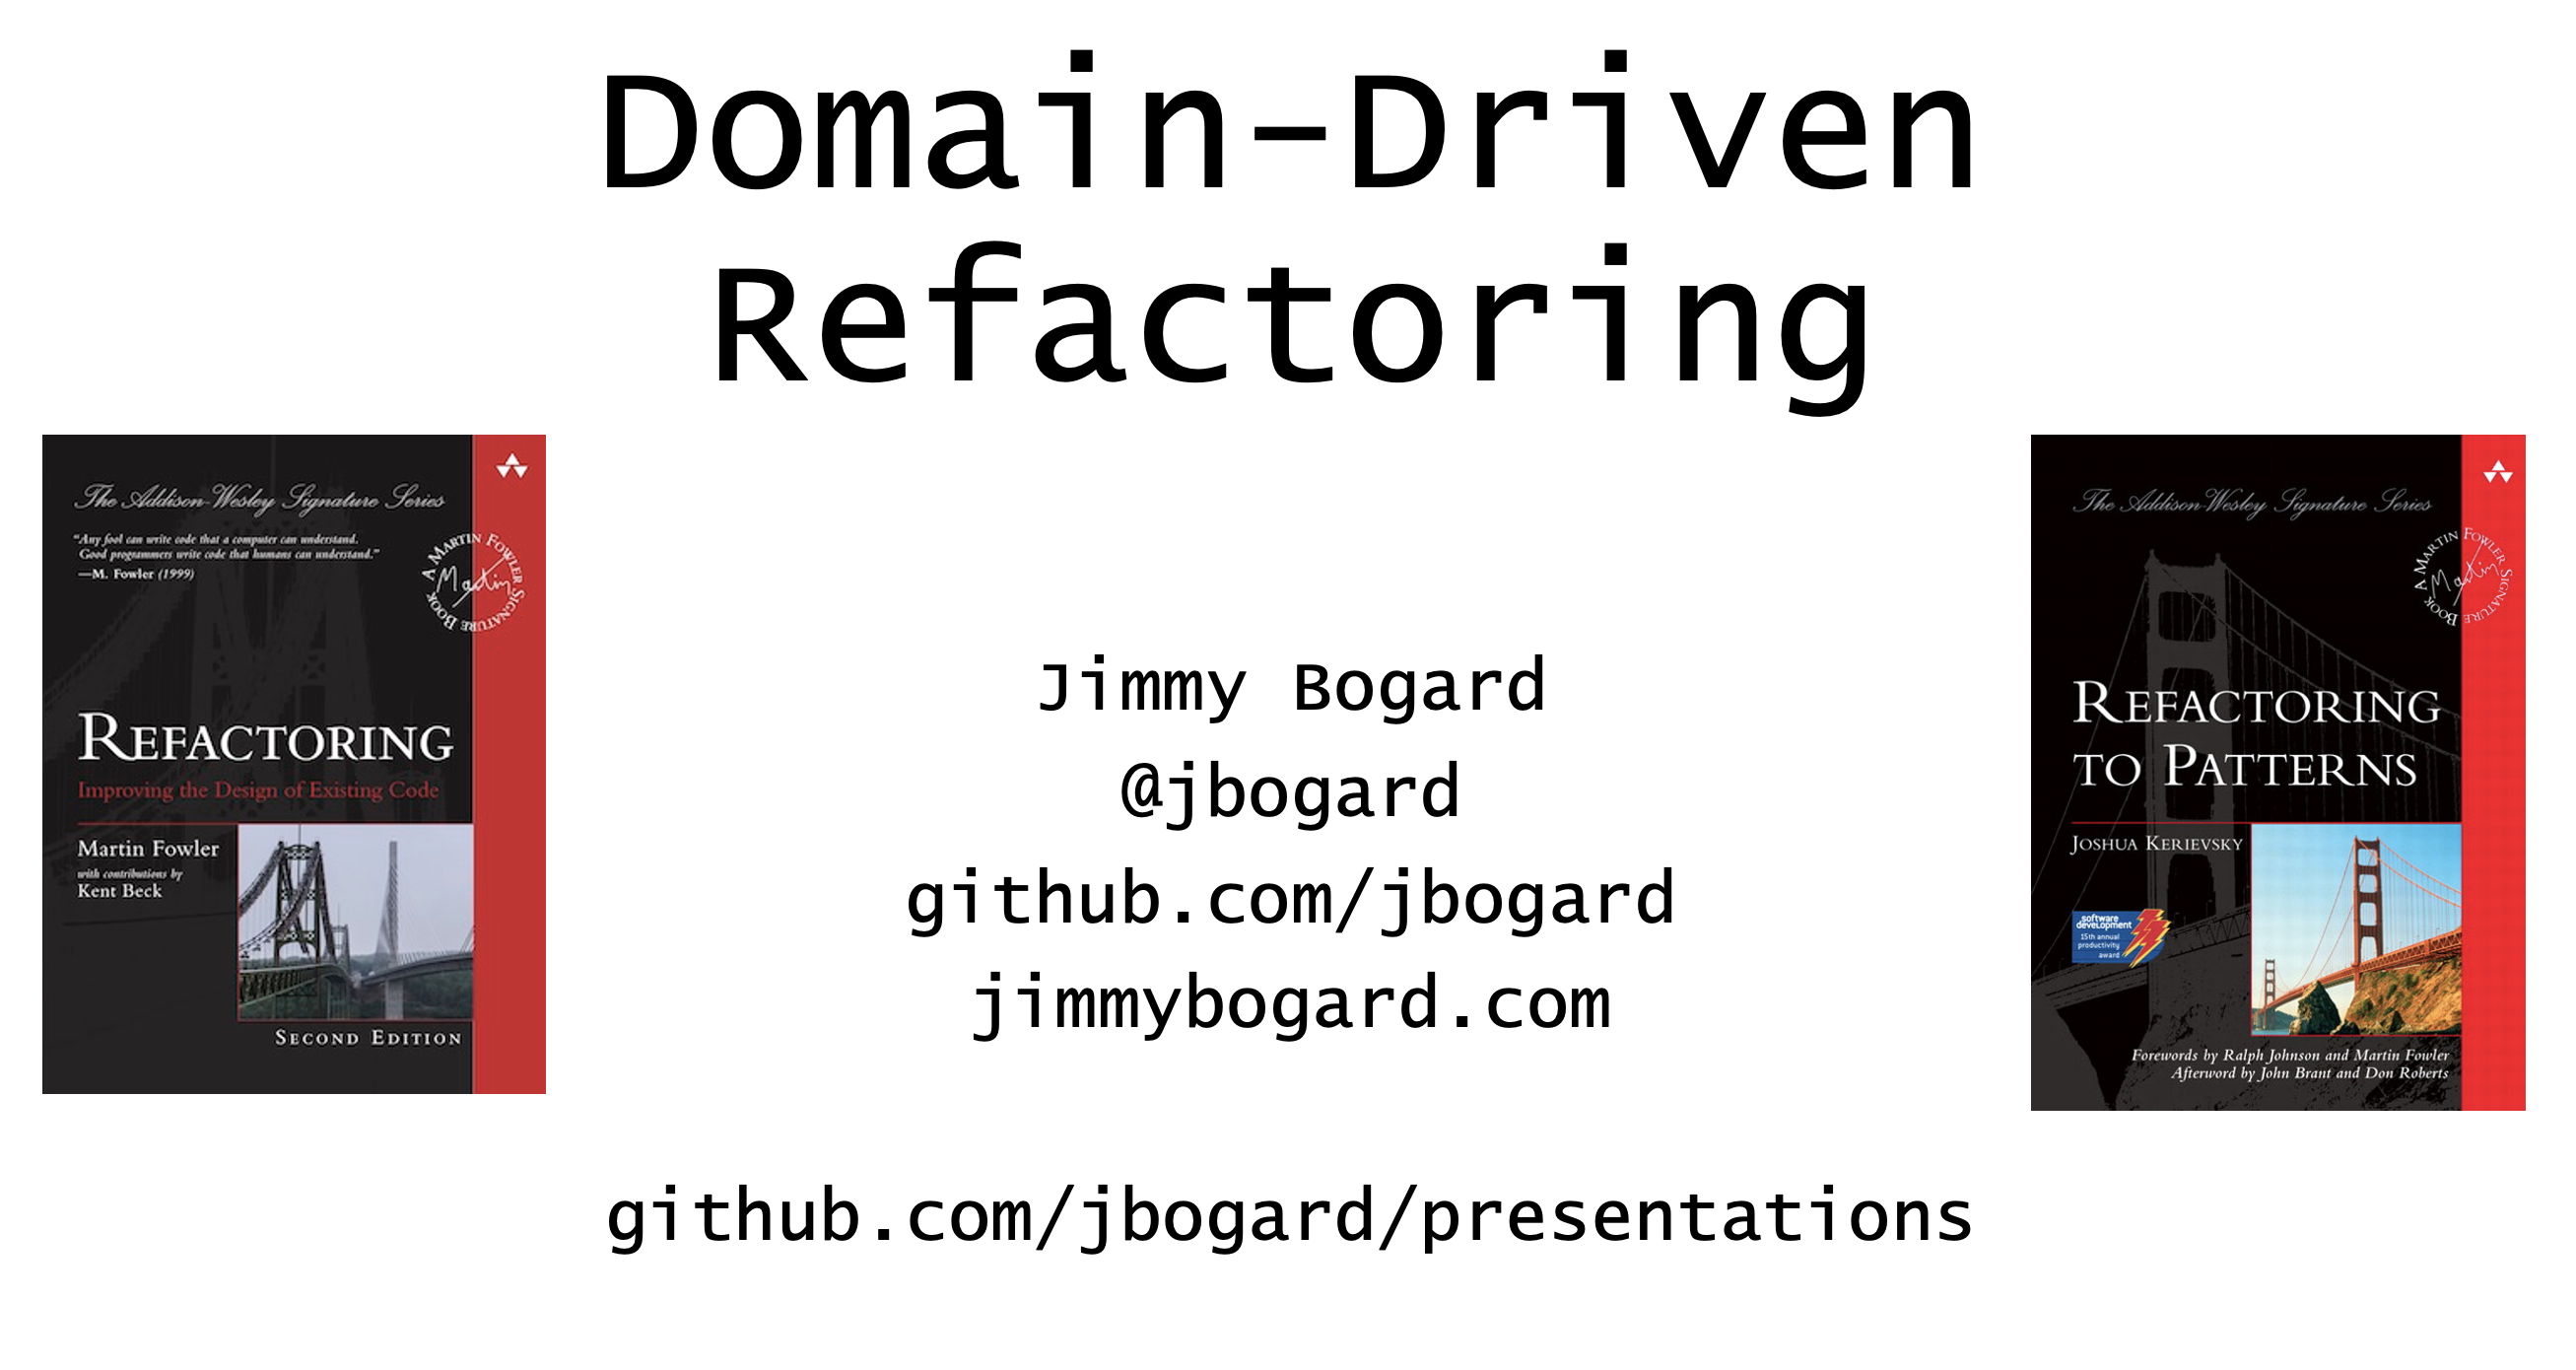 Domain-Driven
Refactoring
The Addison-Wesley Signature Series
"Any fool can write code that a computer can understand.
Good programmers write code that humans can understand."
—M. Fowler (1999)
A MARTIN FOWLER SIGNATURE BOOK
Martin
REFACTORING
Improving the Design of Existing Code
Martin Fowler
with contributions by
Kent Beck
SECOND EDITION
Jimmy Bogard
@jbogard
github.com/jbogard
jimmybogard.com
The Addison-Wesley Signature Series
A MARTIN FOWLER SIGNATURE BOOK
Martin
REFACTORING
TO PATTERNS
JOSHUA KERIEVSKY
software
development
15th annual
productivity
award
Forewords by Ralph Johnson and Martin Fowler
Afterword by John Brant and Don Roberts
github.com/jbogard/presentations